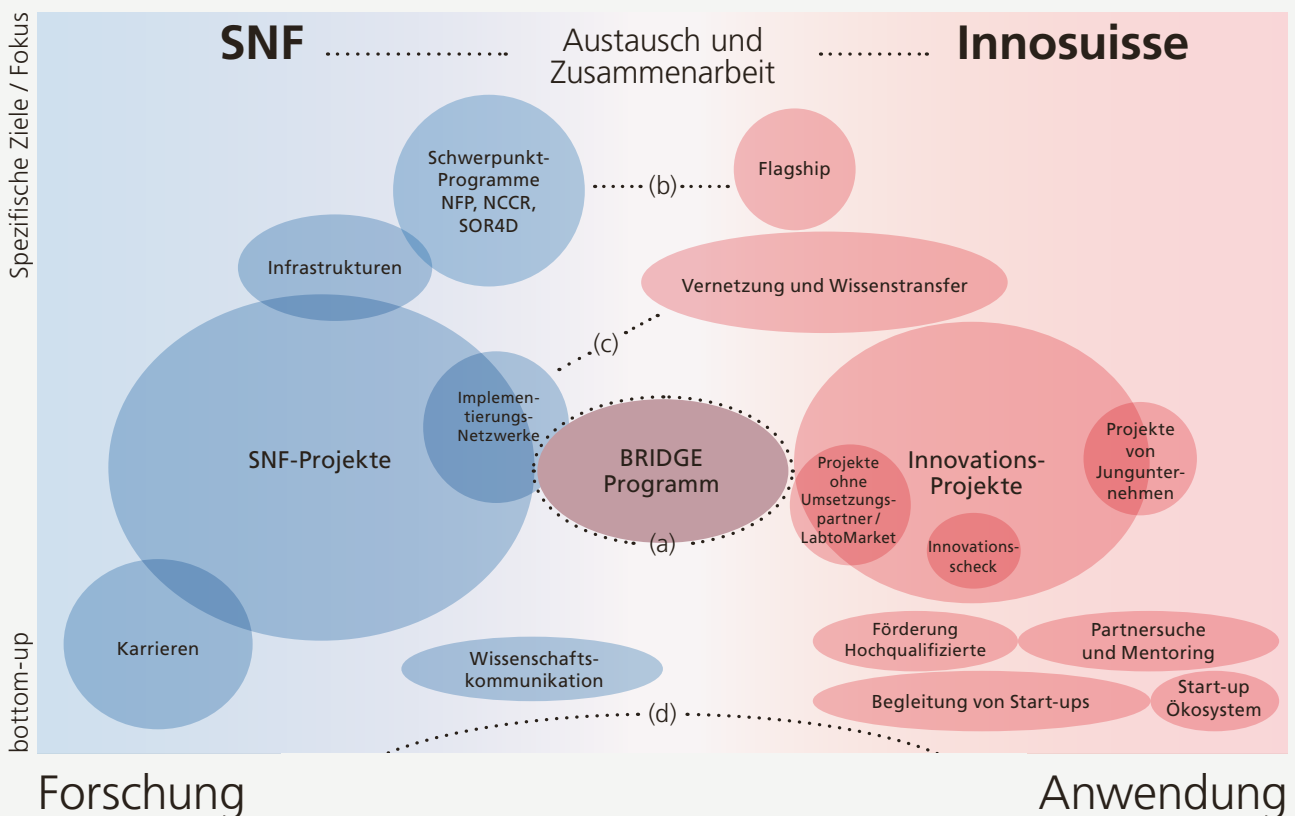 Spezifische Ziele / Fokus
bottom-up
SNF
Austausch und
Zusammenarbeit
Innosuisse
Schwerpunkt-
Programme
NFP, NCCR,
SOR4D
(b)
Flagship
Infrastrukturen
Vernetzung und Wissenstransfer
(c)
Implemen-
tierungs-
Netzwerke
SNF-Projekte
BRIDGE
Programm
(a)
Projekte
ohne
Umsetzungs-
partner /
LabtoMarket
Innovations-
Projekte
Projekte
von
Jungunter-
nehmen
Innovations-
scheck
Karrieren
Wissenschafts-
kommunikation
Förderung
Hochqualifizierte
Partnersuche
und Mentoring
Begleitung von Start-ups
Start-up
Ökosystem
(d)
Forschung
Anwendung